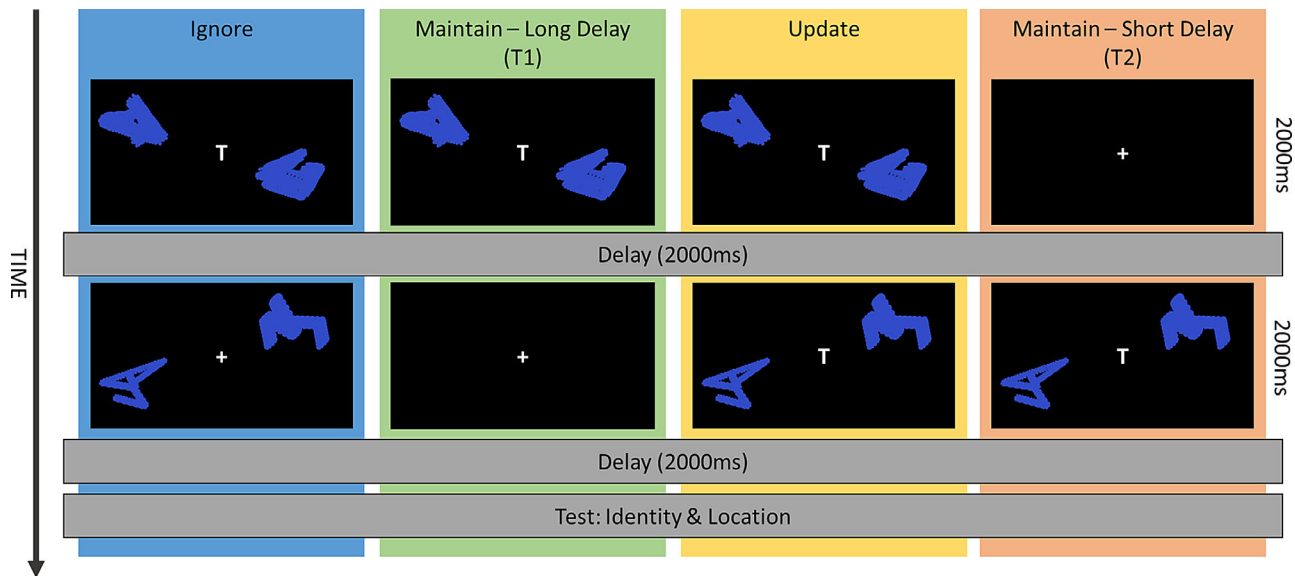 Ignore
Maintain – Long Delay
(T1)
Update
Maintain – Short Delay
(T2)
T
T
T
+
2000ms
Delay (2000ms)
TIME
+
+
T
T
2000ms
Delay (2000ms)
Test: Identity & Location